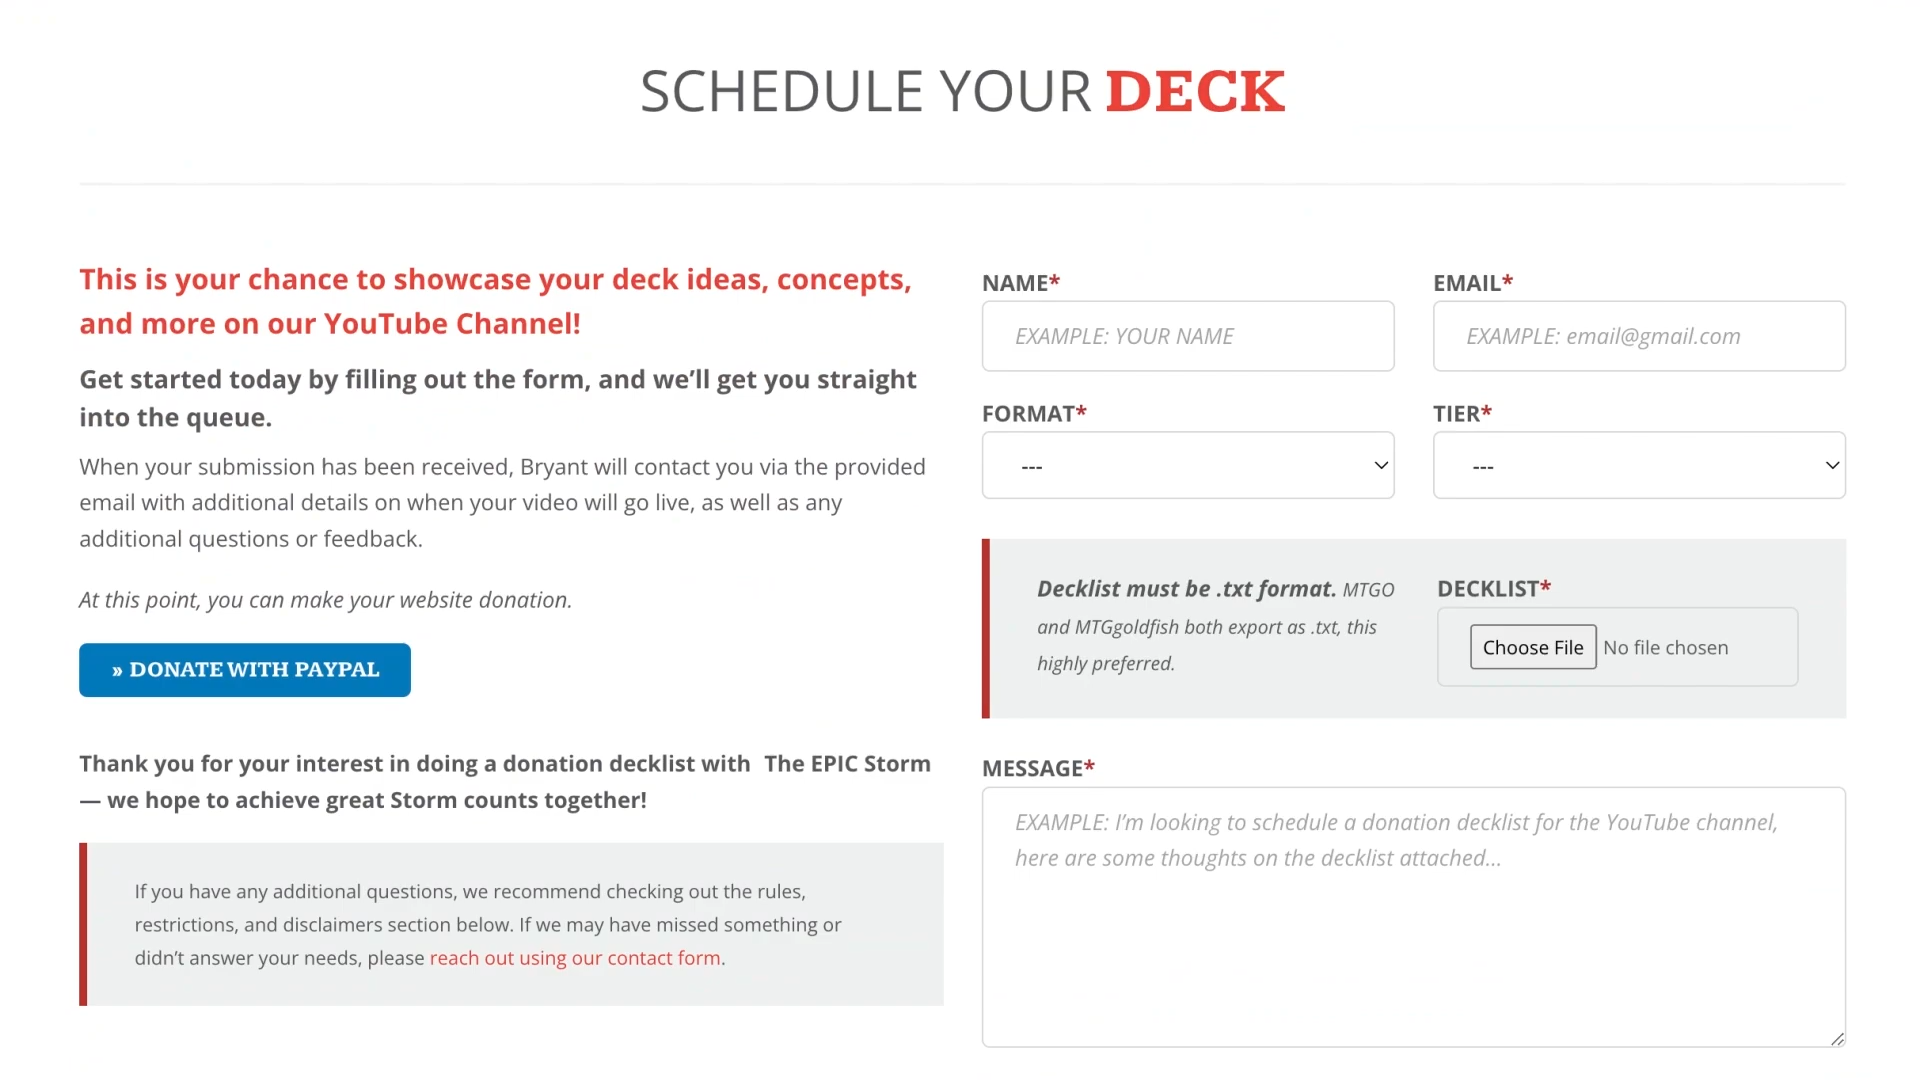 SCHEDULE YOUR DECK
This is your chance to showcase your deck ideas, concepts,
and more on our YouTube Channel!
Get started today by filling out the form, and we’ll get you straight
into the queue.
When your submission has been received, Bryant will contact you via the provided
email with additional details on when your video will go live, as well as any
additional questions or feedback.
At this point, you can make your website donation.
» DONATE WITH PAYPAL
Thank you for your interest in doing a donation decklist with  The EPIC Storm
— we hope to achieve great Storm counts together!
If you have any additional questions, we recommend checking out the rules,
restrictions, and disclaimers section below. If we may have missed something or
didn’t answer your needs, please reach out using our contact form.
NAME*
EXAMPLE: YOUR NAME
EMAIL*
EXAMPLE: email@gmail.com
FORMAT*
---
TIER*
---
Decklist must be .txt format. MTGO
and MTGgoldfish both export as .txt, this
highly preferred.
DECKLIST*
Choose File No file chosen
MESSAGE*
EXAMPLE: I’m looking to schedule a donation decklist for the YouTube channel,
here are some thoughts on the decklist attached...